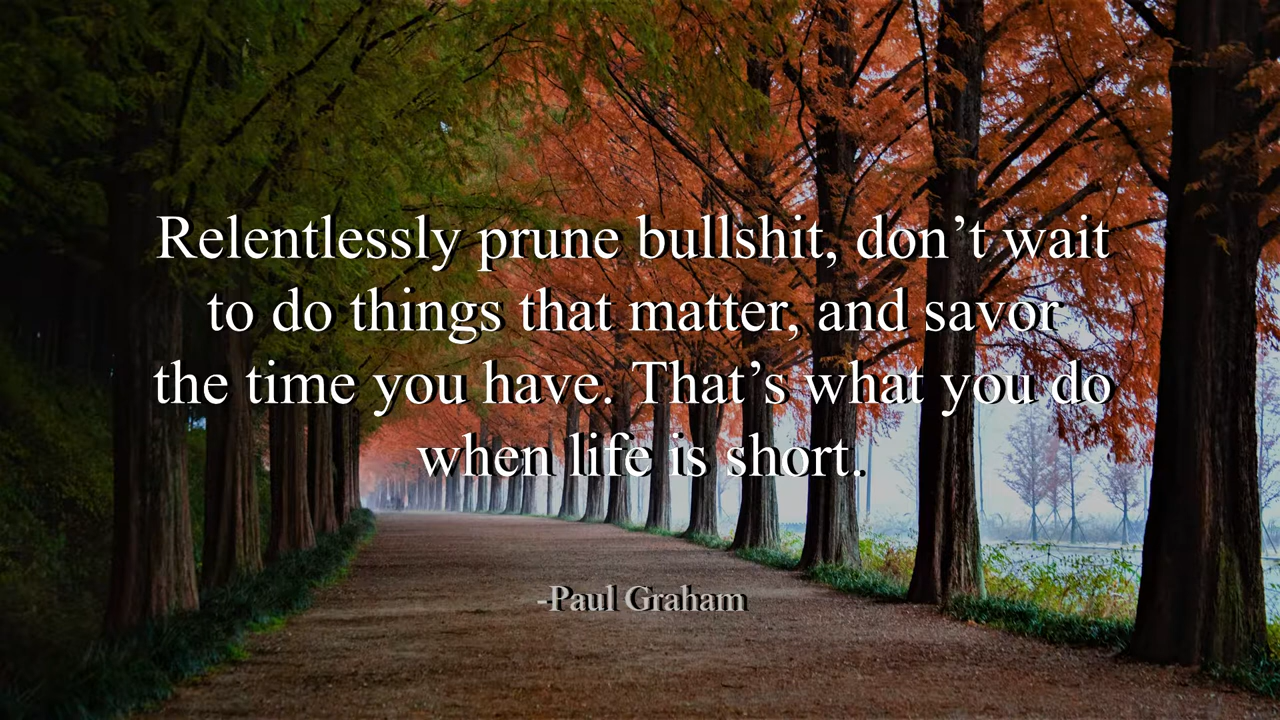 Relentlessly prune bullshit, don’t wait
to do things that matter, and savor
the time you have. That’s what you do
when life is short.
-Paul Graham